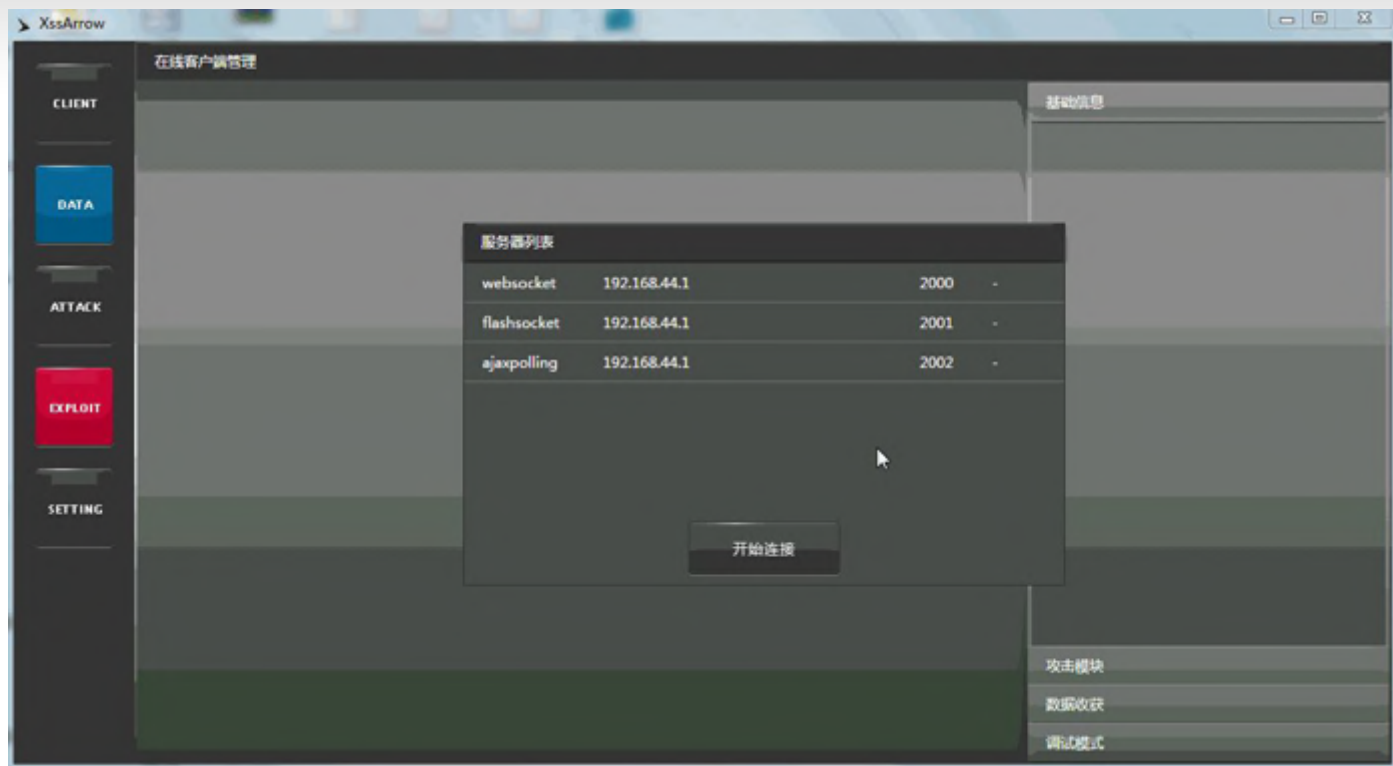 XssArrow
在线客户端管理
CLIENT
DATA
ATTACK
EXPLOIT
SETTING
基础信息
服务器列表
websocket 192.168.44.1 2000 -
flashsocket 192.168.44.1 2001 -
ajaxpolling 192.168.44.1 2002 -
开始连接
攻击模块
数据收获
调试模式